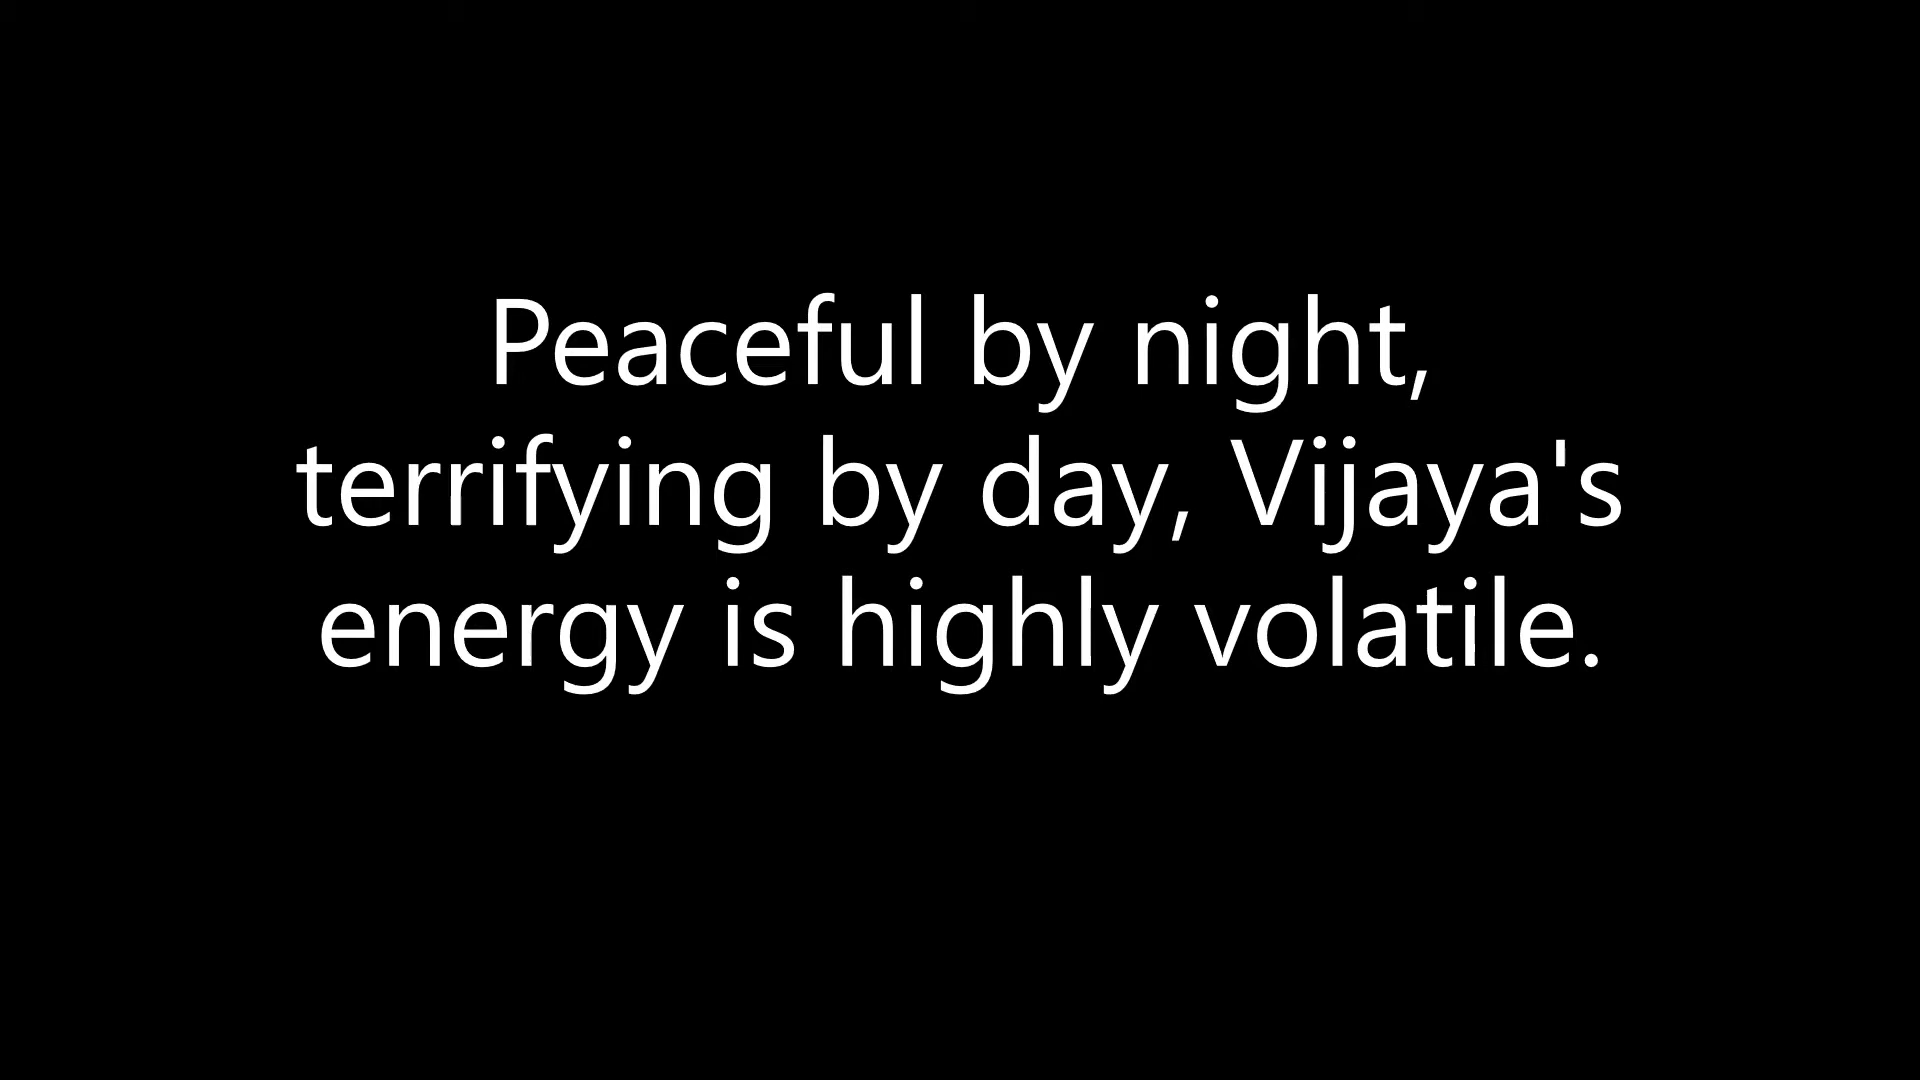 Peaceful by night,
terrifying by day, Vijaya's
energy is highly volatile.